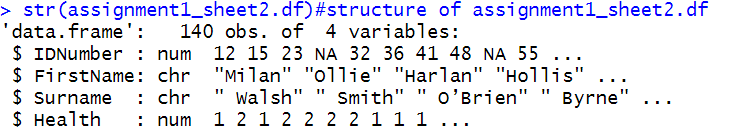 > str(assignment1_sheet2.df)#structure of assignment1_sheet2.df
'data.frame':   140 obs. of  4 variables:
 $ IDNumber : num  12 15 23 NA 32 36 41 48 NA 55 ...
 $ FirstName: chr  "Milan" "Ollie" "Harlan" "Hollis" ...
 $ Surname  : chr  " Walsh" " Smith" " O’Brien" " Byrne" ...
 $ Health   : num  1 2 1 2 2 2 2 1 1 1 ...